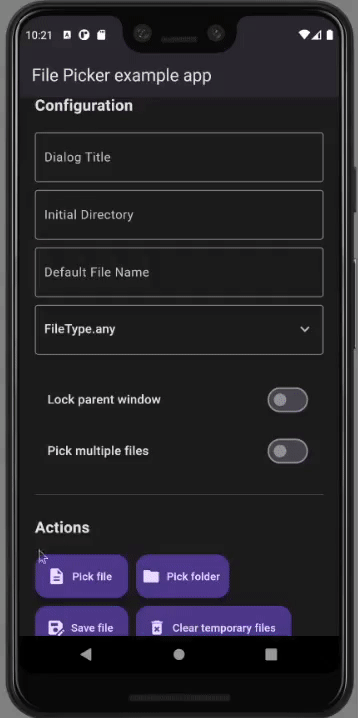 10:21
File Picker example app
Configuration
Dialog Title
Initial Directory
Default File Name
FileType.any
Lock parent window
Pick multiple files
Actions
Pick file
Pick folder
Save file
Clear temporary files